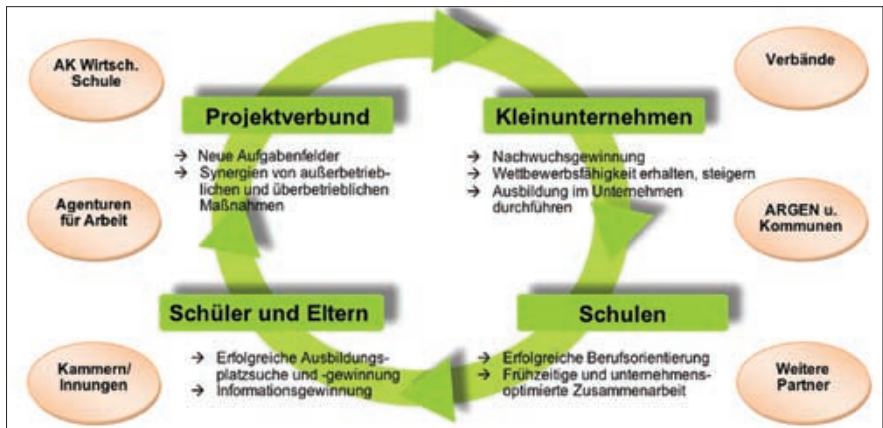 AK Wirtsch.
Schule
Verbände
Projektverbund
Kleinunternehmen
→ Neue Aufgabenfelder
→ Synergien von außerbetrieb-
lichen und überbetrieblichen
Maßnahmen
→ Nachwuchsgewinnung
→ Wettbewerbsfähigkeit erhalten, steigern
→ Ausbildung im Unternehmen
durchführen
Agenturen
für Arbeit
ARGEN u.
Kommunen
Schüler und Eltern
Schulen
→ Erfolgreiche Ausbildungs-
platzsuche und -gewinnung
→ Informationsgewinnung
→ Erfolgreiche Berufsorientierung
→ Frühzeitige und unternehmens-
optimierte Zusammenarbeit
Kammern/
Innungen
Weitere
Partner